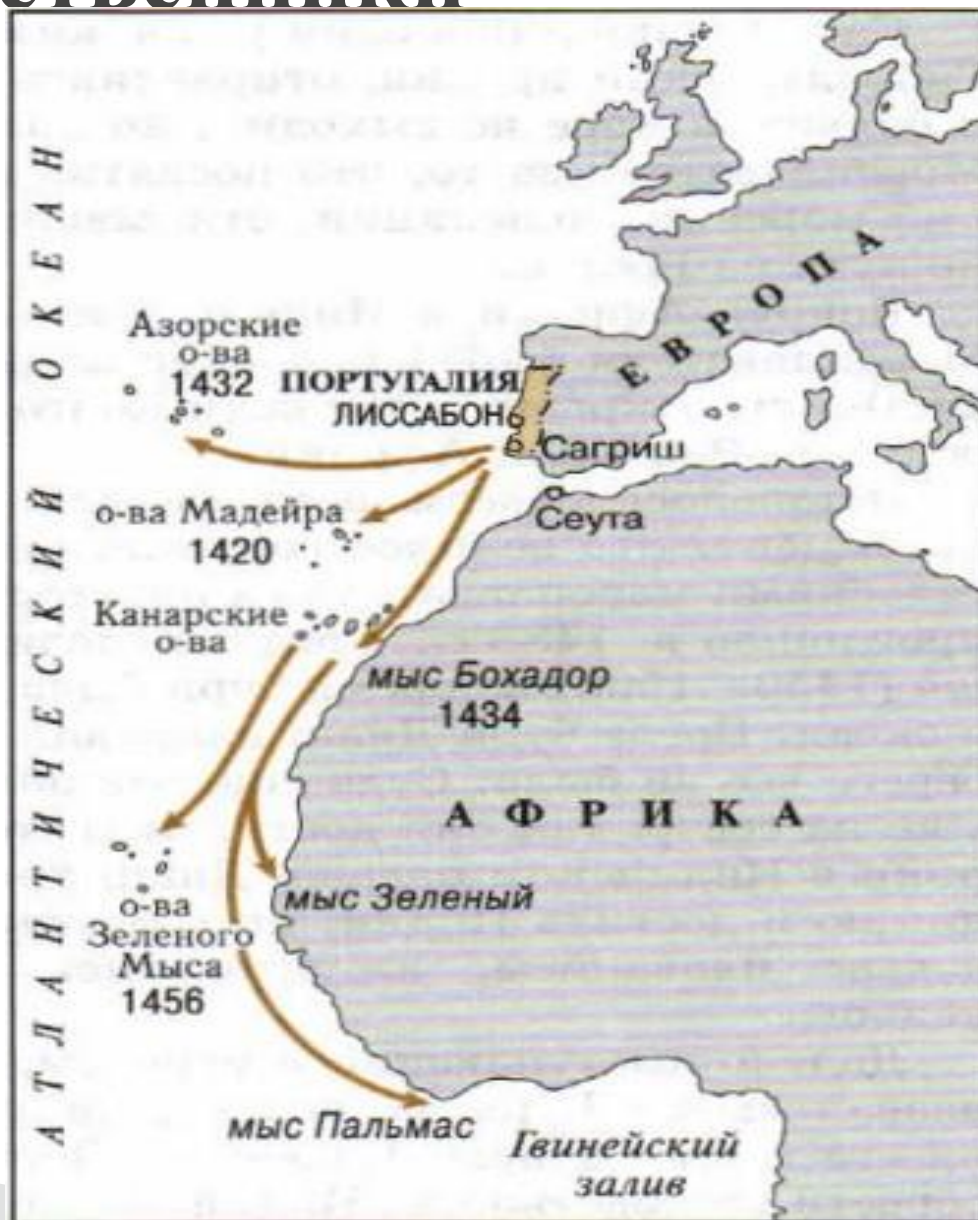 АТЛАНТИЧЕСКИЙ ОКЕАН
ЕВРОПА
Азорские
о-ва
1432
ПОРТУГАЛИЯ
ЛИССАБОН
Сагриш
Сеута
о-ва Мадейра
1420
Канарские
о-ва
мыс Бохадор
1434
АФРИКА
мыс Зеленый
о-ва
Зеленого
Мыса
1456
мыс Пальмас
Гвинейский
залив